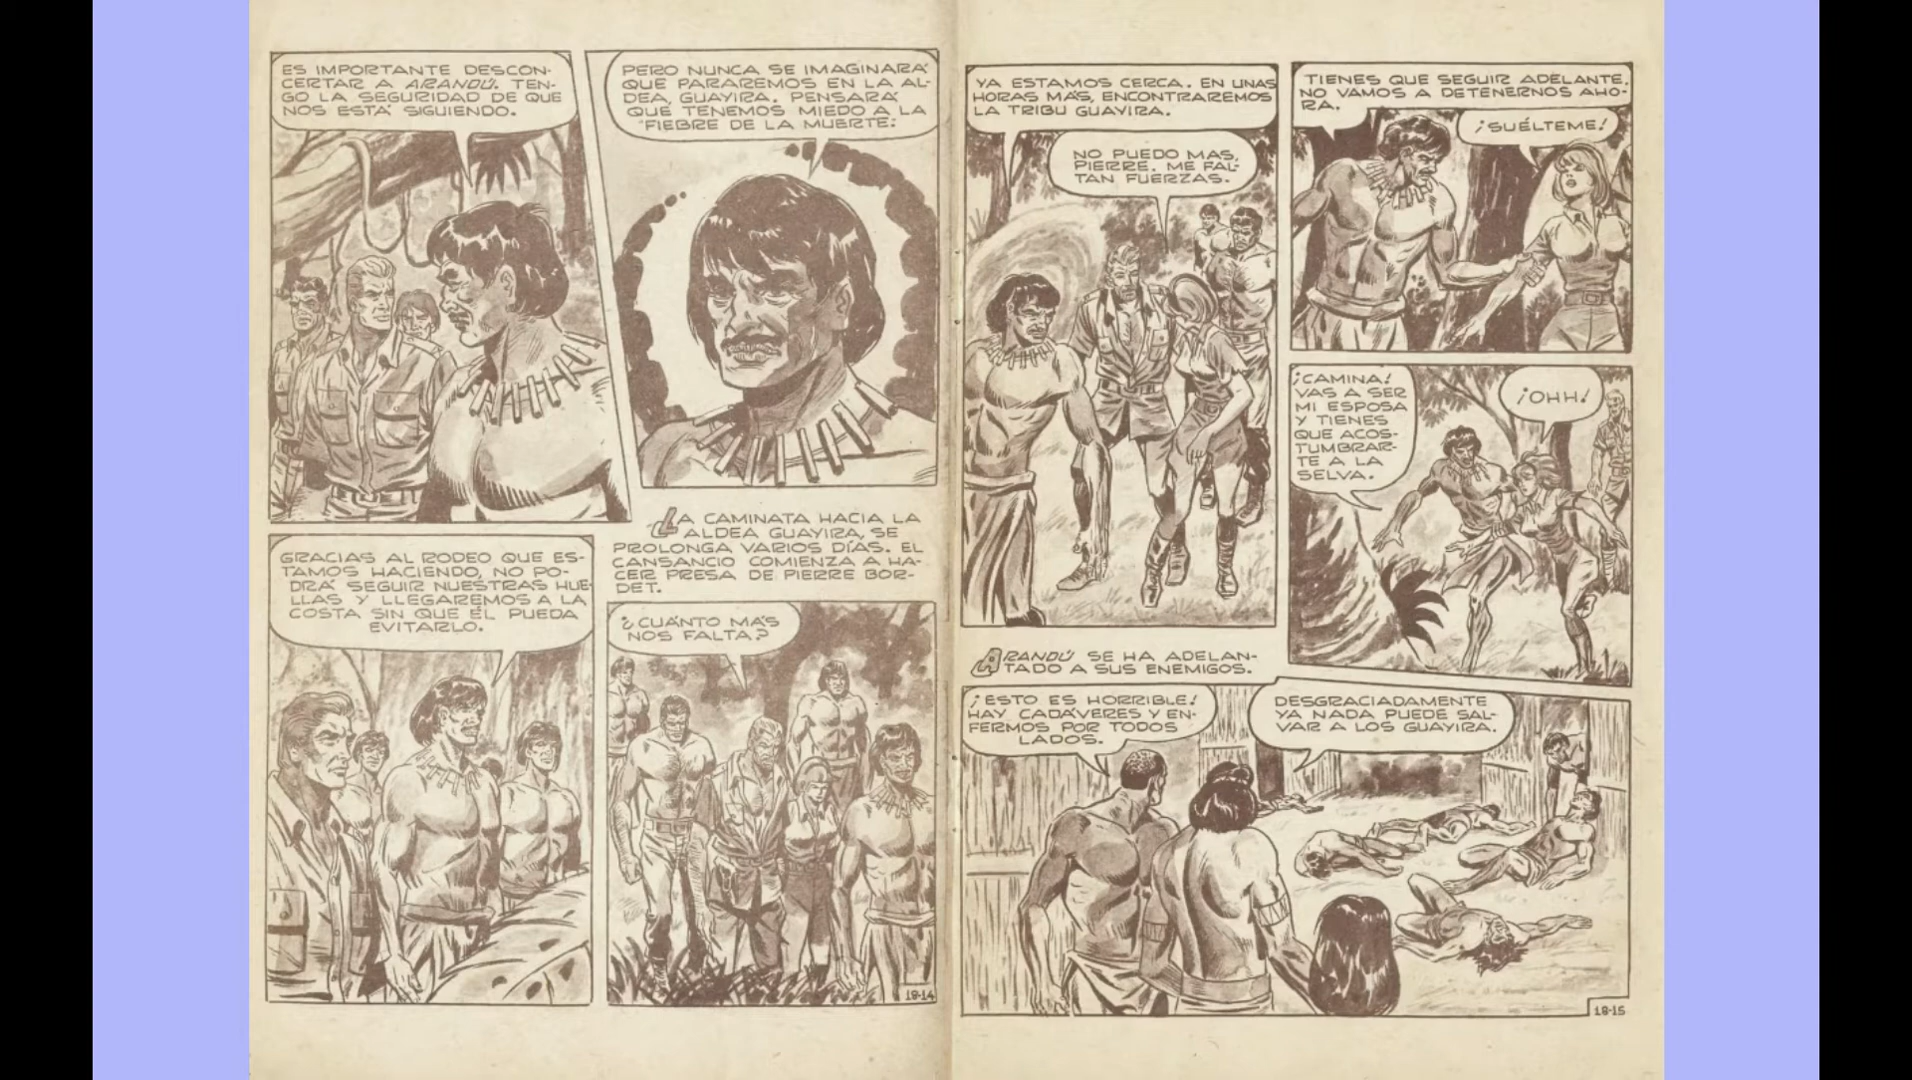 ES IMPORTANTE DESCON-
CERTAR A ARANDÚ. TEN-
GO LA SEGURIDAD DE QUE
NOS ESTÁ SIGUIENDO.
PERO NUNCA SE IMAGINARÁ
QUE PARAREMOS EN LA AL-
DEA, GUAYIRA. PENSARÁ
QUE TENEMOS MIEDO A LA
"FIEBRE DE LA MUERTE".
GRACIAS AL RODEO QUE ES-
TAMOS HACIENDO, NO PO-
DRÁ SEGUIR NUESTRAS HUE-
LLAS Y LLEGAREMOS A LA
COSTA SIN QUE ÉL PUEDA
EVITARLO.
LA CAMINATA HACIA LA
ALDEA GUAYIRA, SE
PROLONGA VARIOS DÍAS. EL
CANSANCIO COMIENZA A HA-
CER PRESA DE PIERRE BOR-
DET.
¿CUÁNTO MÁS
NOS FALTA?
18-14
YA ESTAMOS CERCA. EN UNAS
HORAS MÁS, ENCONTRAREMOS
LA TRIBU GUAYIRA.
NO PUEDO MAS,
PIERRE. ME FAL-
TAN FUERZAS.
TIENES QUE SEGUIR ADELANTE.
NO VAMOS A DETENERNOS AHO-
RA.
¡SUÉLTEME!
¡CAMINA!
VAS A SER
MI ESPOSA
Y TIENES
QUE ACOS-
TUMBRAR-
TE A LA
SELVA.
¡OHH!
ARANDÚ SE HA ADELAN-
TADO A SUS ENEMIGOS.
¡ESTO ES HORRIBLE!
HAY CADÁVERES Y EN-
FERMOS POR TODOS
LADOS.
DESGRACIADAMENTE
YA NADA PUEDE SAL-
VAR A LOS GUAYIRA.
18-15